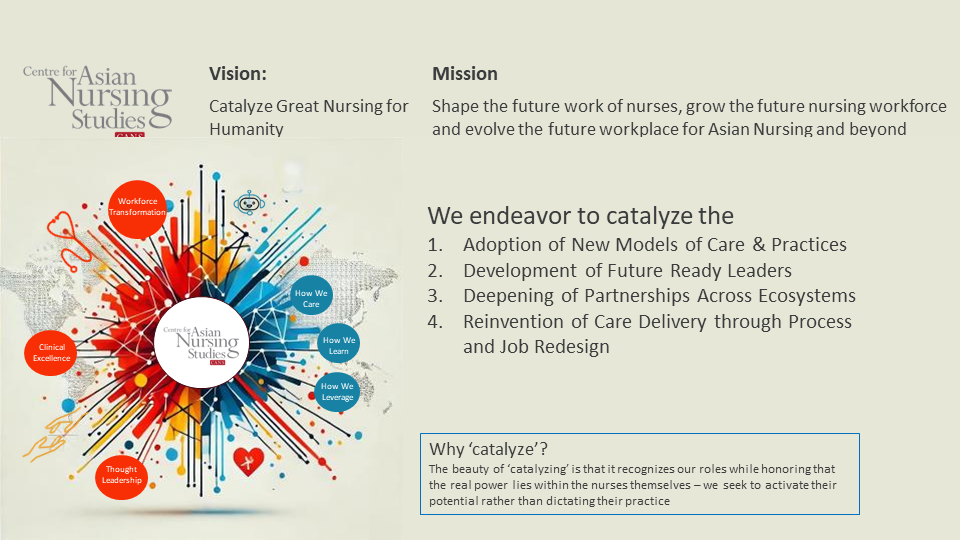 Centre for Asian
Nursing
Studies
CANS
Vision:
Catalyze Great Nursing for
Humanity
Mission
Shape the future work of nurses, grow the future nursing workforce
and evolve the future workplace for Asian Nursing and beyond
Workforce
Transformation
How We
Care
How We
Learn
How We
Leverage
Clinical
Excellence
Thought
Leadership
Centre for Asian
Nursing
Studies
CANS
We endeavor to catalyze the
1. Adoption of New Models of Care & Practices
2. Development of Future Ready Leaders
3. Deepening of Partnerships Across Ecosystems
4. Reinvention of Care Delivery through Process
and Job Redesign
Why ‘catalyze’?
The beauty of ‘catalyzing’ is that it recognizes our roles while honoring that
the real power lies within the nurses themselves – we seek to activate their
potential rather than dictating their practice